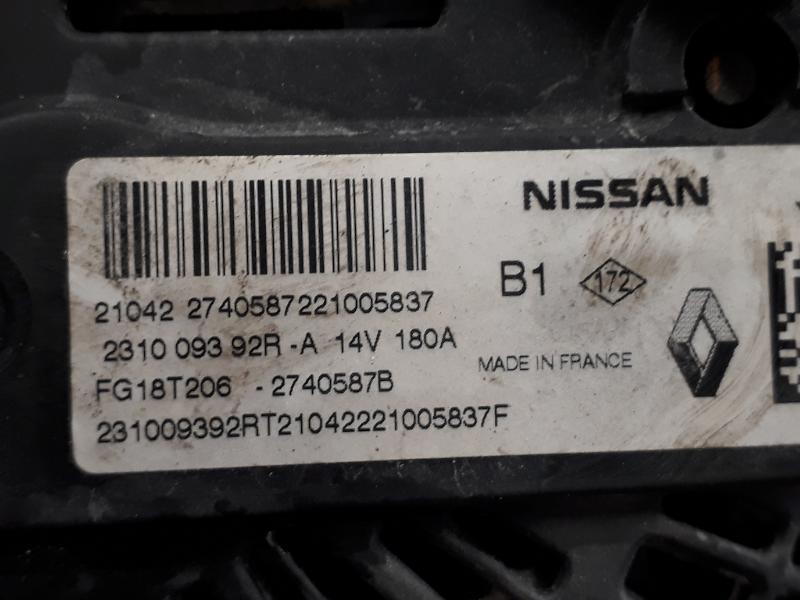 NISSAN
B1 172
21042 2740587221005837
2310 093 92R -A 14V 180A
MADE IN FRANCE
FG18T206 - 2740587B
231009392RT21042221005837F